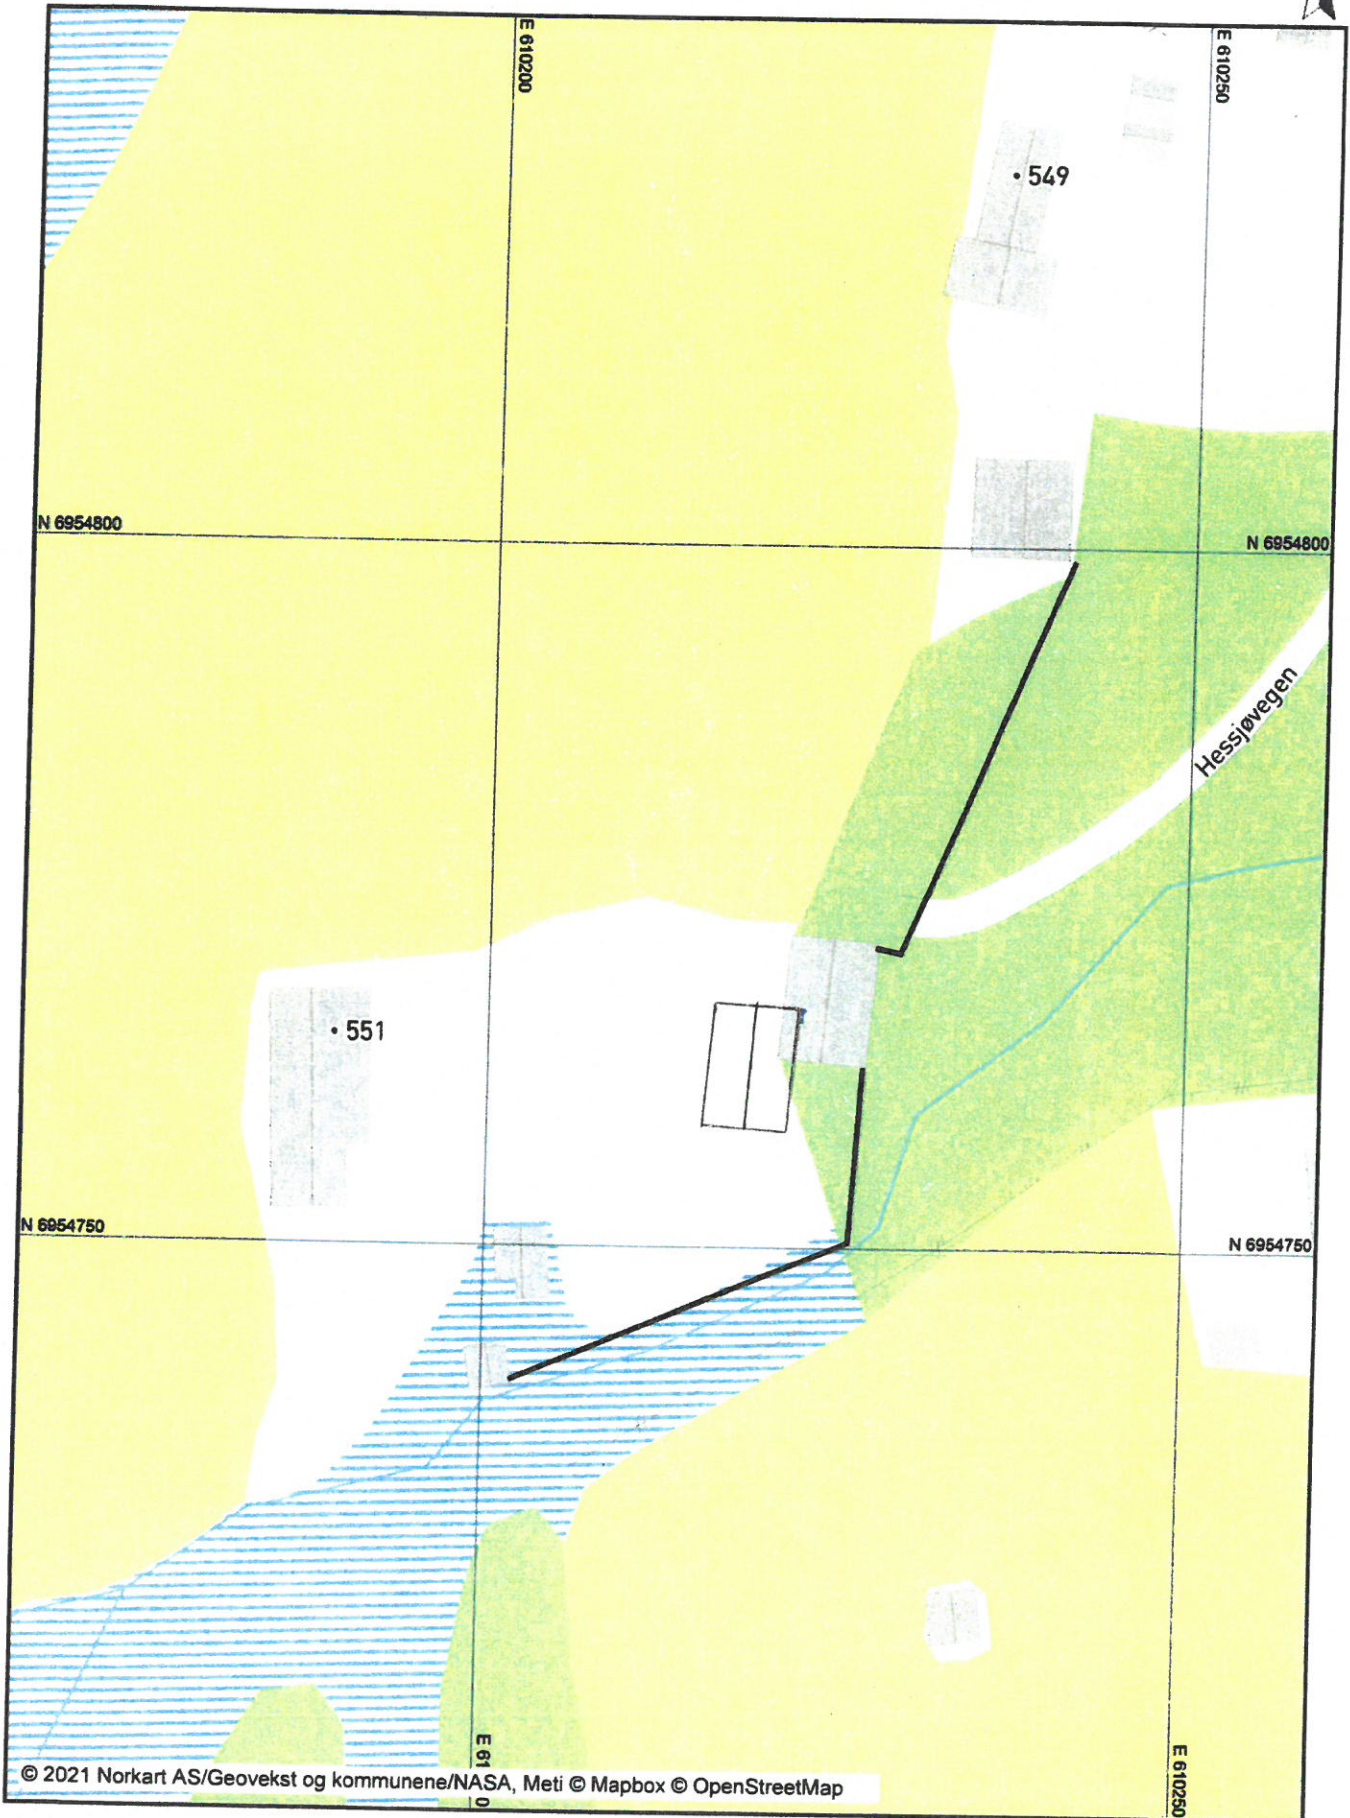 E 610200
E 610250
549
N 6954800
N 6954800
Hessjøvegen
551
N 6954750
N 6954750
E 61
0
E 610250
© 2021 Norkart AS/Geovekst og kommunene/NASA, Meti © Mapbox © OpenStreetMap